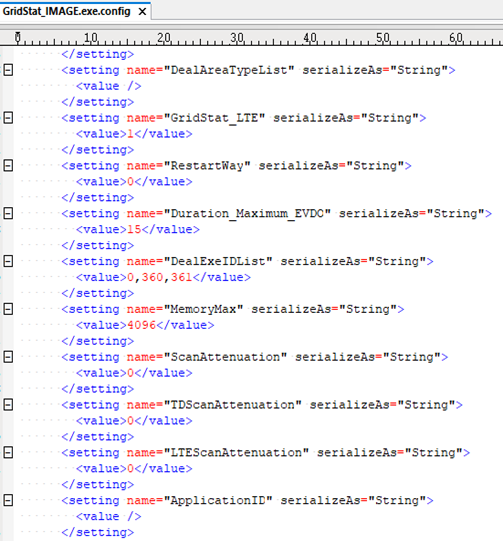 GridStat_IMAGE.exe.config
0 10 20 30 40 50 60
</setting>
<setting name="DealAreaTypeList" serializeAs="String">
<value />
</setting>
<setting name="GridStat_LTE" serializeAs="String">
<value>1</value>
</setting>
<setting name="RestartWay" serializeAs="String">
<value>0</value>
</setting>
<setting name="Duration_Maximum_EVDO" serializeAs="String">
<value>15</value>
</setting>
<setting name="DealExeIDList" serializeAs="String">
<value>0,360,361</value>
</setting>
<setting name="MemoryMax" serializeAs="String">
<value>4096</value>
</setting>
<setting name="ScanAttenuation" serializeAs="String">
<value>0</value>
</setting>
<setting name="TDScanAttenuation" serializeAs="String">
<value>0</value>
</setting>
<setting name="LTEScanAttenuation" serializeAs="String">
<value>0</value>
</setting>
<setting name="ApplicationID" serializeAs="String">
<value />
</setting>